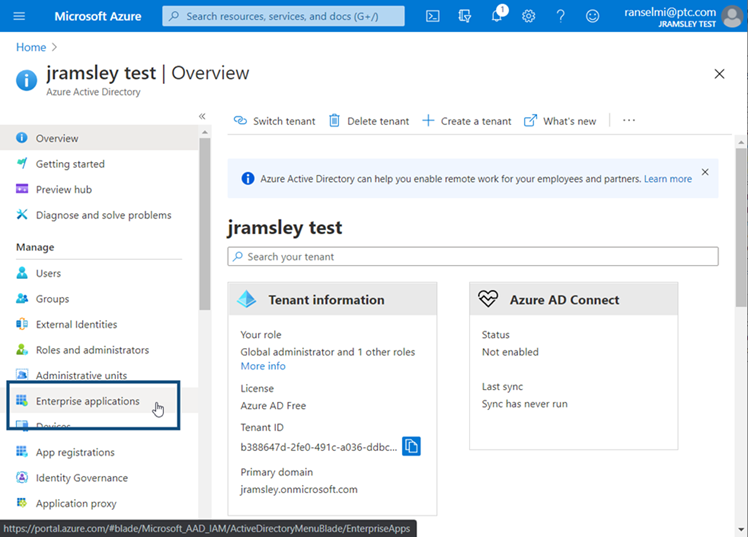 Microsoft Azure
Search resources, services, and docs (G+/)
1
ranselmi@ptc.com
JRAMSLEY TEST
Home >
jramsley test | Overview
Azure Active Directory
«
Overview
Getting started
Preview hub
Diagnose and solve problems
Manage
Users
Groups
External Identities
Roles and administrators
Administrative units
Enterprise applications
Devices
App registrations
Identity Governance
Application proxy
Switch tenant
Delete tenant
Create a tenant
What's new
...
Azure Active Directory can help you enable remote work for your employees and partners. Learn more
jramsley test
Search your tenant
Tenant information
Your role
Global administrator and 1 other roles
More info
License
Azure AD Free
Tenant ID
b388647d-2fe0-491c-a036-ddbc...
Primary domain
jramsley.onmicrosoft.com
Azure AD Connect
Status
Not enabled
Last sync
Sync has never run
https://portal.azure.com/#blade/Microsoft_AAD_IAM/ActiveDirectoryMenuBlade/EnterpriseApps